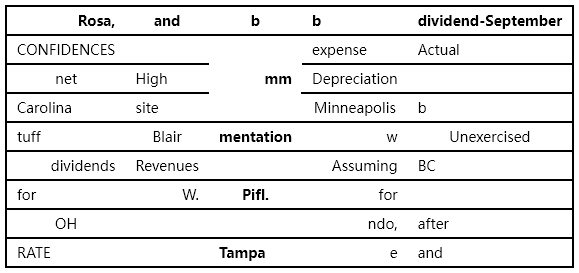 Rosa, and b b dividend-September
CONFIDENCES expense Actual
net High mm Depreciation
Carolina site Minneapolis b
tuff Blair mentation w Unexercised
dividends Revenues Assuming BC
for W. Pifl. for
OH ndo, after
RATE Tampa e and